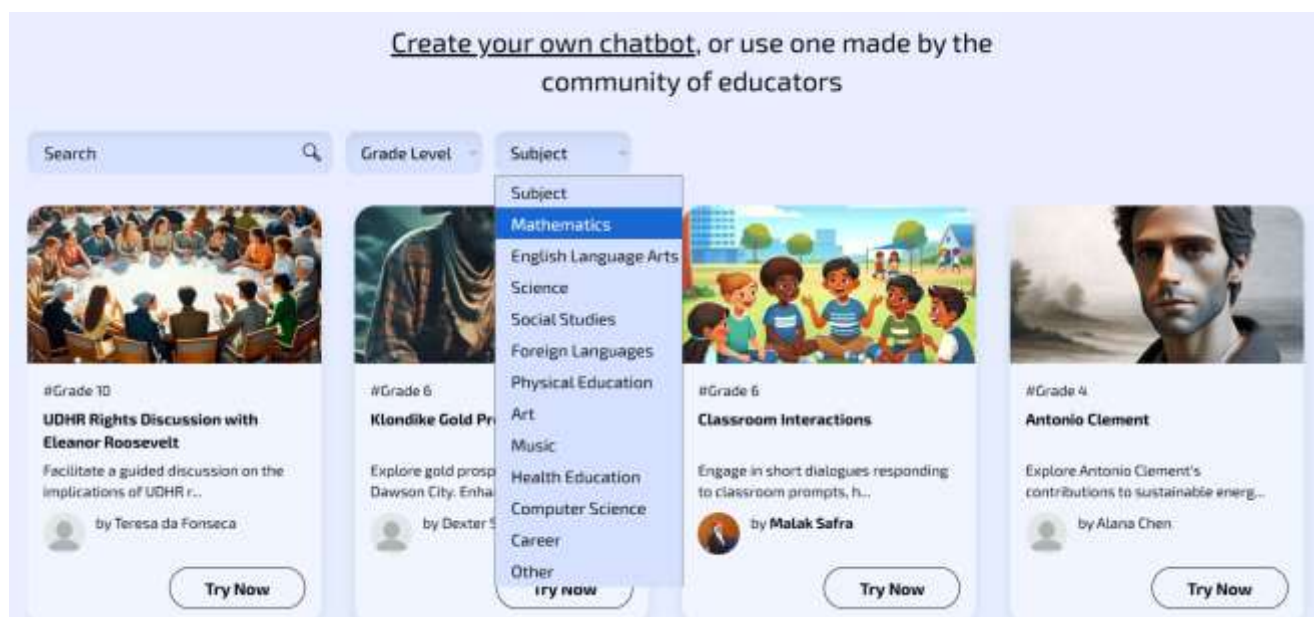 Create your own chatbot, or use one made by the
community of educators
Search
Grade Level
Subject
Subject
Mathematics
English Language Arts
Science
Social Studies
Foreign Languages
Physical Education
Art
Music
Health Education
Computer Science
Career
Other
#Grade 10
UDHR Rights Discussion with
Eleanor Roosevelt
Facilitate a guided discussion on the
implications of UDHR r...
by Teresa da Fonseca
Try Now
#Grade 6
Klondike Gold Pr
Explore gold prosp
Dawson City. Enha
by Dexter S
Try Now
#Grade 6
Classroom Interactions
Engage in short dialogues responding
to classroom prompts, h...
by Malak Safra
Try Now
#Grade 4
Antonio Clement
Explore Antonio Clement's
contributions to sustainable energ...
by Alana Chen
Try Now